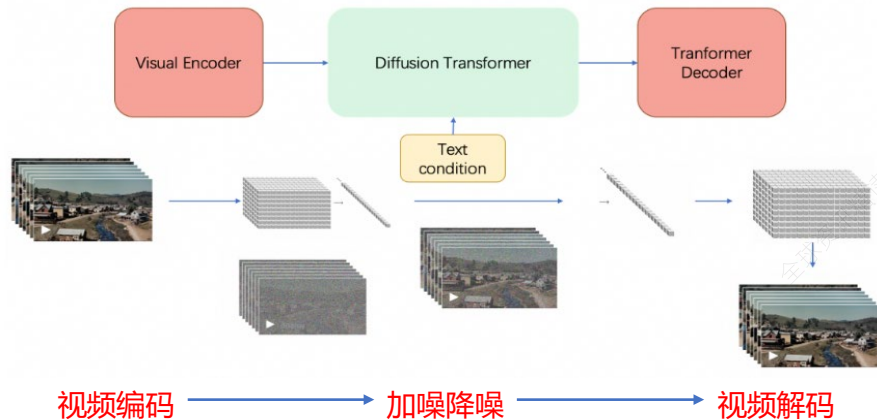 Visual Encoder
Diffusion Transformer
Tranformer
Decoder
Text
condition
视频编码
加噪降噪
视频解码